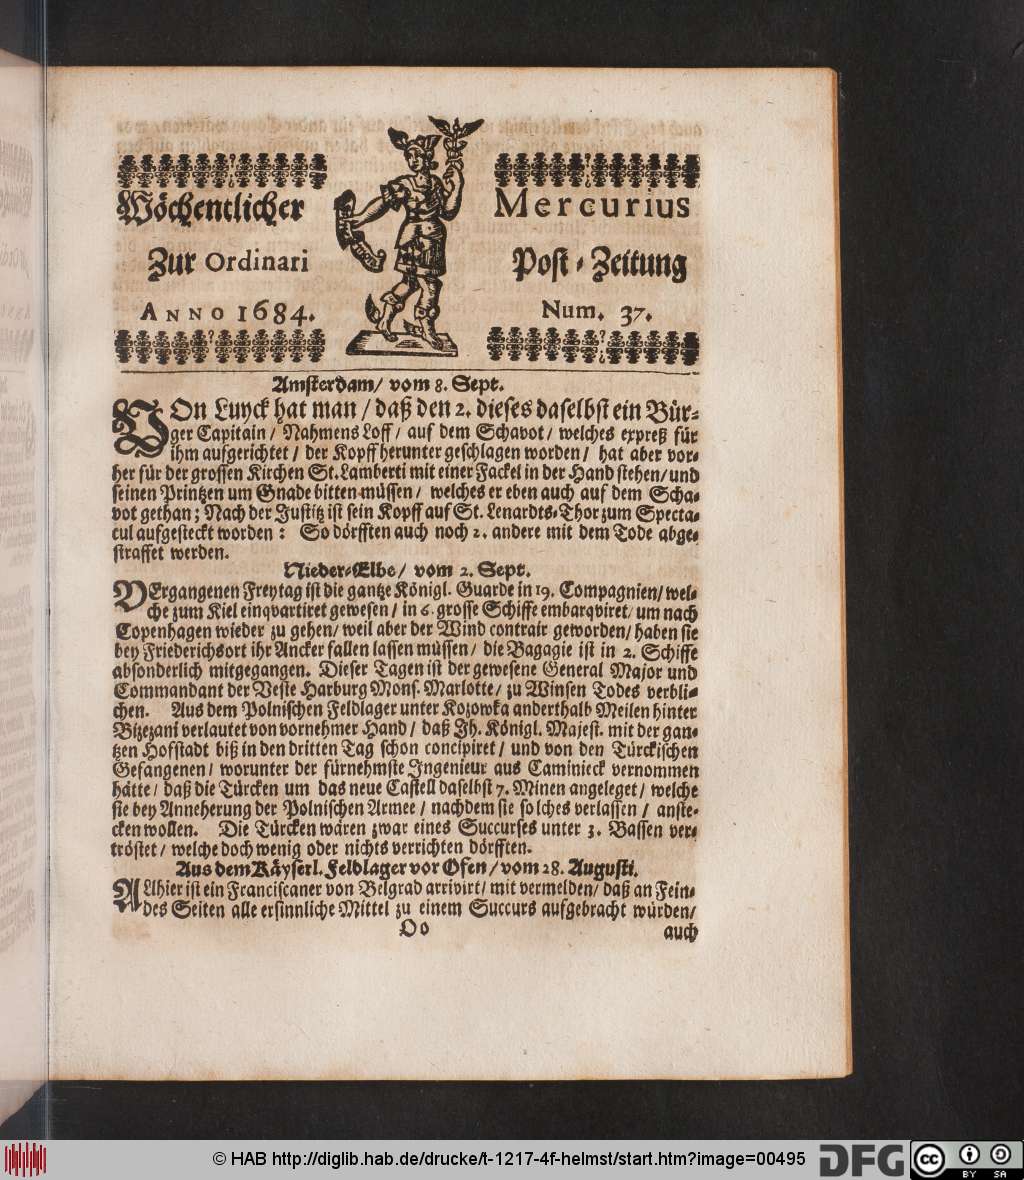 Wöchentlicher Mercurius
Zur Ordinari Post-Zeitung
ANNO 1684. Num. 37.
Amsterdam/ vom 8. Sept.
VOn Luyck hat man / daß den 2. dieses daselbst ein Bür-
ger Capitain / Nahmens Loff / auf dem Schavot / welches expreß für
ihm aufgerichtet / der Kopff herunter geschlagen worden / hat aber vor-
her für der grossen Kirchen St. Lamberti mit einer Fackel in der Hand stehen / und
seinen Printzen um Gnade bitten müssen / welches er eben auch auf dem Scha-
vot gethan; Nach der Justitz ist sein Kopff auf St. Lenardts-Thor zum Specta-
cul aufgesteckt worden: So dörfften auch noch 2. andere mit dem Tode abge-
straffet werden.
Nieder-Elbe / vom 2. Sept.
VErgangenen Freytag ist die gantze Königl. Guarde in 19. Compagnien / wel-
che zum Kiel einqvartiret gewesen / in 6. grosse Schiffe embarqviret / um nach
Copenhagen wieder zu gehen / weil aber der Wind contrair geworden / haben sie
bey Friederichsort ihr Ancker fallen lassen müssen / die Bagagie ist in 2. Schiffe
absonderlich mitgegangen. Dieser Tagen ist der gewesene General Major und
Commandant der Veste Harburg Mons. Marlotte / zu Winsen Todes verbli-
chen. Aus dem Polnischen Feldlager unter Kozowka anderthalb Meilen hinter
Bizezani verlautet von vornehmer Hand / daß Jh. Königl. Majest. mit der gan-
tzen Hofstadt biß in den dritten Tag schon concipiret / und von den Türckischen
Gefangenen / worunter der fürnehmste Ingenieur aus Caminieck vernommen
hätte / daß die Türcken um das neue Castell daselbst 7. Minen angeleget / welche
sie bey Anneherung der Polnischen Armee / nachdem sie solches verlassen / anste-
cken wollen. Die Türcken wären zwar eines Succurses unter 3. Bassen ver-
tröstet / welche doch wenig oder nichts verrichten dörfften.
Aus dem Käyserl. Feldlager vor Ofen / vom 28. Augusti.
ALlhier ist ein Franciscaner von Belgrad arrivirt / mit vermelden / daß an Fein-
des Seiten alle ersinnliche Mittel zu einem Succurs aufgebracht würden /
Oo auch
© HAB http://diglib.hab.de/drucke/t-1217-4f-helmst/start.htm?image=00495
DFG
cc BY SA